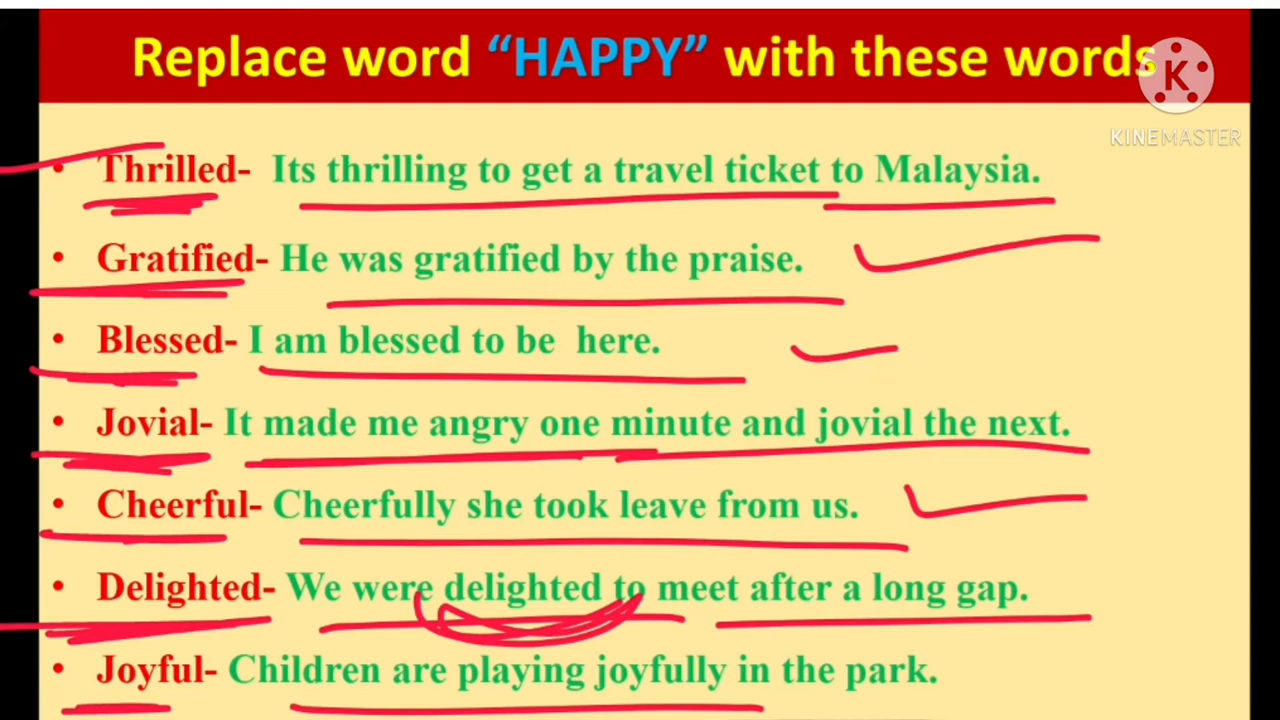 Replace word “HAPPY” with these words
K
KINEMASTER
• Thrilled- Its thrilling to get a travel ticket to Malaysia.
• Gratified- He was gratified by the praise.
• Blessed- I am blessed to be here.
• Jovial- It made me angry one minute and jovial the next.
• Cheerful- Cheerfully she took leave from us.
• Delighted- We were delighted to meet after a long gap.
• Joyful- Children are playing joyfully in the park.